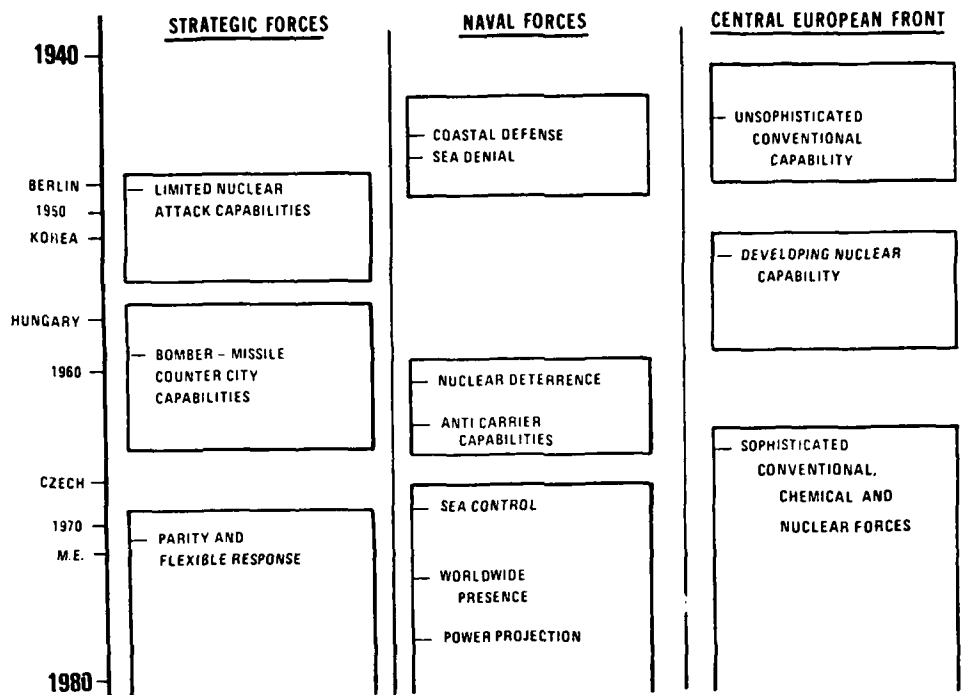 STRATEGIC FORCES
NAVAL FORCES
CENTRAL EUROPEAN FRONT
1940
BERLIN
1950
KOREA
HUNGARY
1960
CZECH
1970
M.E.
1980
LIMITED NUCLEAR
ATTACK CAPABILITIES
BOMBER – MISSILE
COUNTER CITY
CAPABILITIES
PARITY AND
FLEXIBLE RESPONSE
COASTAL DEFENSE
SEA DENIAL
NUCLEAR DETERRENCE
ANTI CARRIER
CAPABILITIES
SEA CONTROL
WORLDWIDE
PRESENCE
POWER PROJECTION
UNSOPHISTICATED
CONVENTIONAL
CAPABILITY
DEVELOPING NUCLEAR
CAPABILITY
SOPHISTICATED
CONVENTIONAL,
CHEMICAL AND
NUCLEAR FORCES